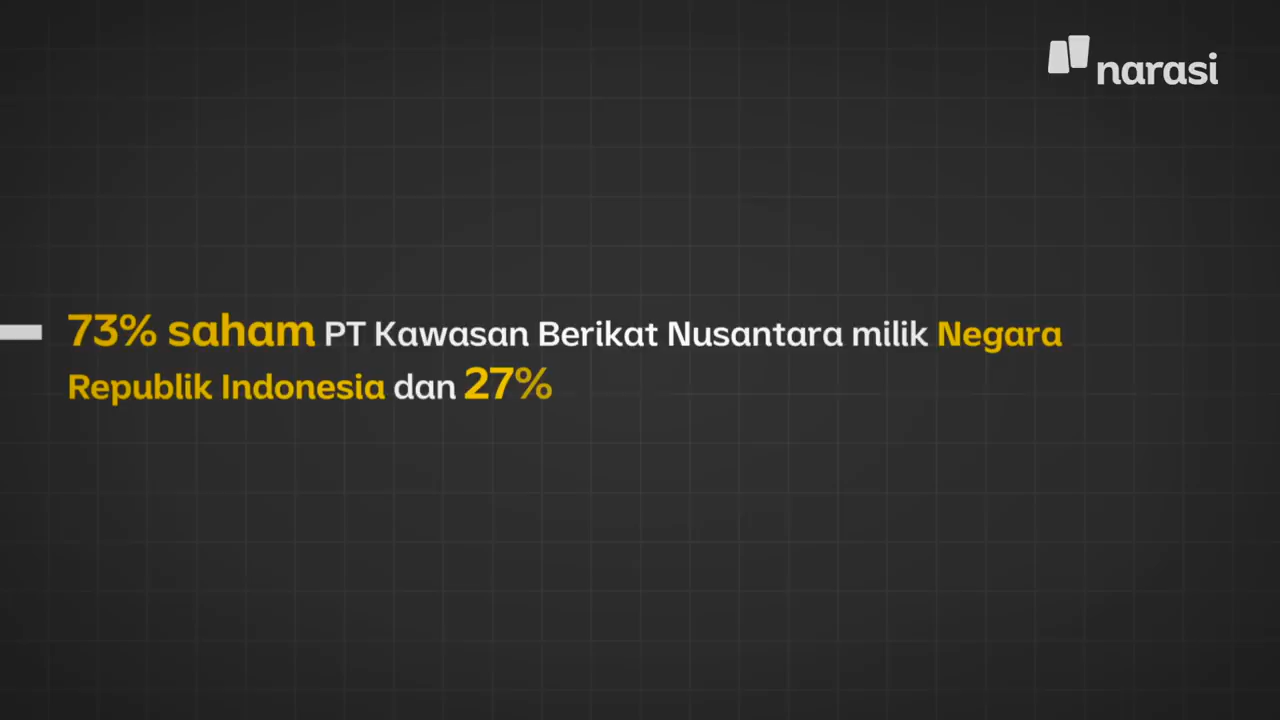 narasi
73% saham PT Kawasan Berikat Nusantara milik Negara
Republik Indonesia dan 27%